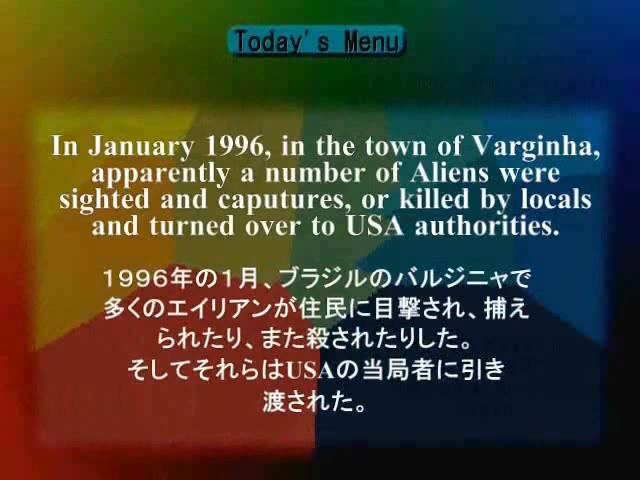 Today's Menu
In January 1996, in the town of Varginha,
apparently a number of Aliens were
sighted and caputures, or killed by locals
and turned over to USA authorities.
１９９６年の１月、ブラジルのバルジニャで
多くのエイリアンが住民に目撃され、捕え
られたり、また殺されたりした。
そしてそれらはUSAの当局者に引き
渡された。